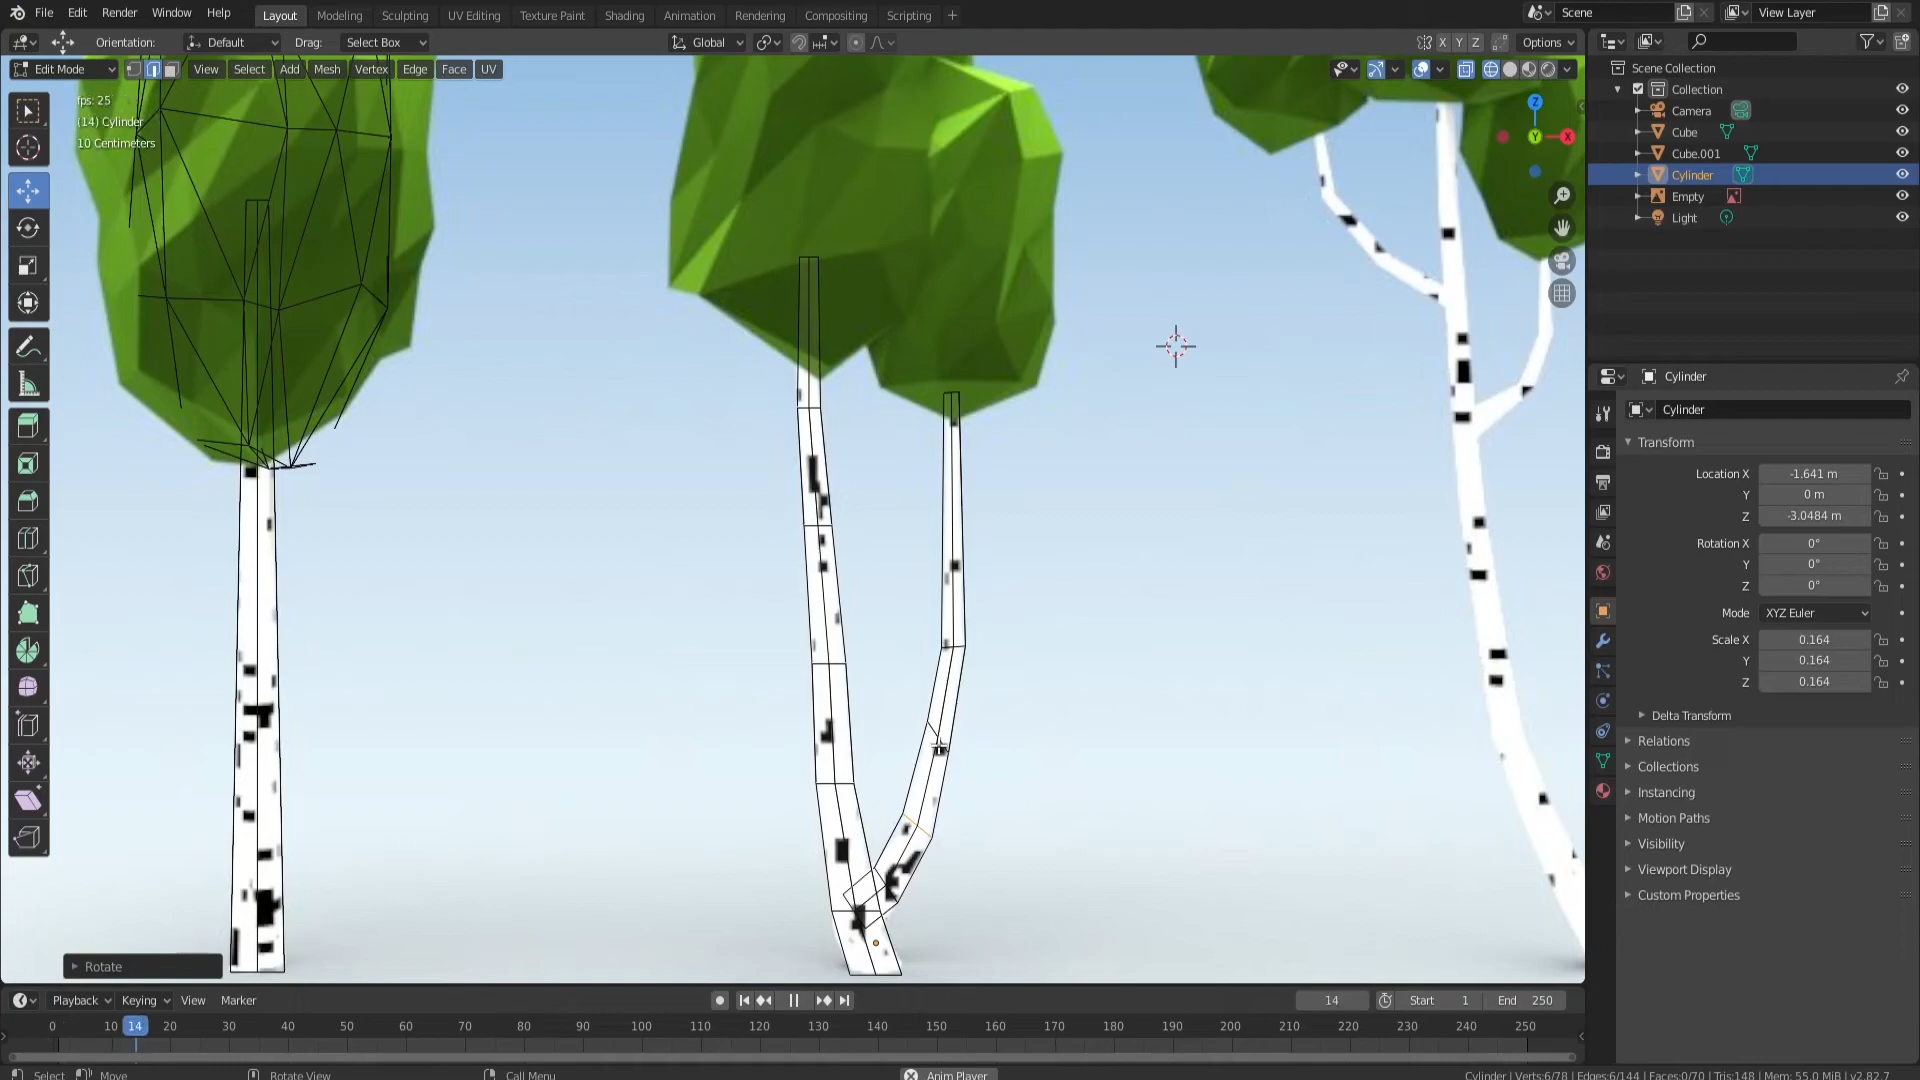 File Edit Render Window Help Layout Modeling Sculpting UV Editing Texture Paint Shading Animation Rendering Compositing Scripting + Scene View Layer
Orientation: Default Drag: Select Box Global X Y Z Options
Edit Mode View Select Add Mesh Vertex Edge Face UV
fps: 25
(14) Cylinder
10 Centimeters
Z
Y X
Scene Collection
Collection
Camera
Cube
Cube.001
Cylinder
Empty
Light
Cylinder
Cylinder
Transform
Location X -1.641 m
Y 0 m
Z -3.0484 m
Rotation X 0°
Y 0°
Z 0°
Mode XYZ Euler
Scale X 0.164
Y 0.164
Z 0.164
Delta Transform
Relations
Collections
Instancing
Motion Paths
Visibility
Viewport Display
Custom Properties
Rotate
Playback Keying View Marker 14 Start 1 End 250
0 10 14 20 30 40 50 60 70 80 90 100 110 120 130 140 150 160 170 180 190 200 210 220 230 240 250
Select Move Rotate View Call Menu Anim Player Cylinder | Verts:6/78 | Edges:6/144 | Faces:0/70 | Tris:148 | Mem: 55.0 MiB | v2.82.7